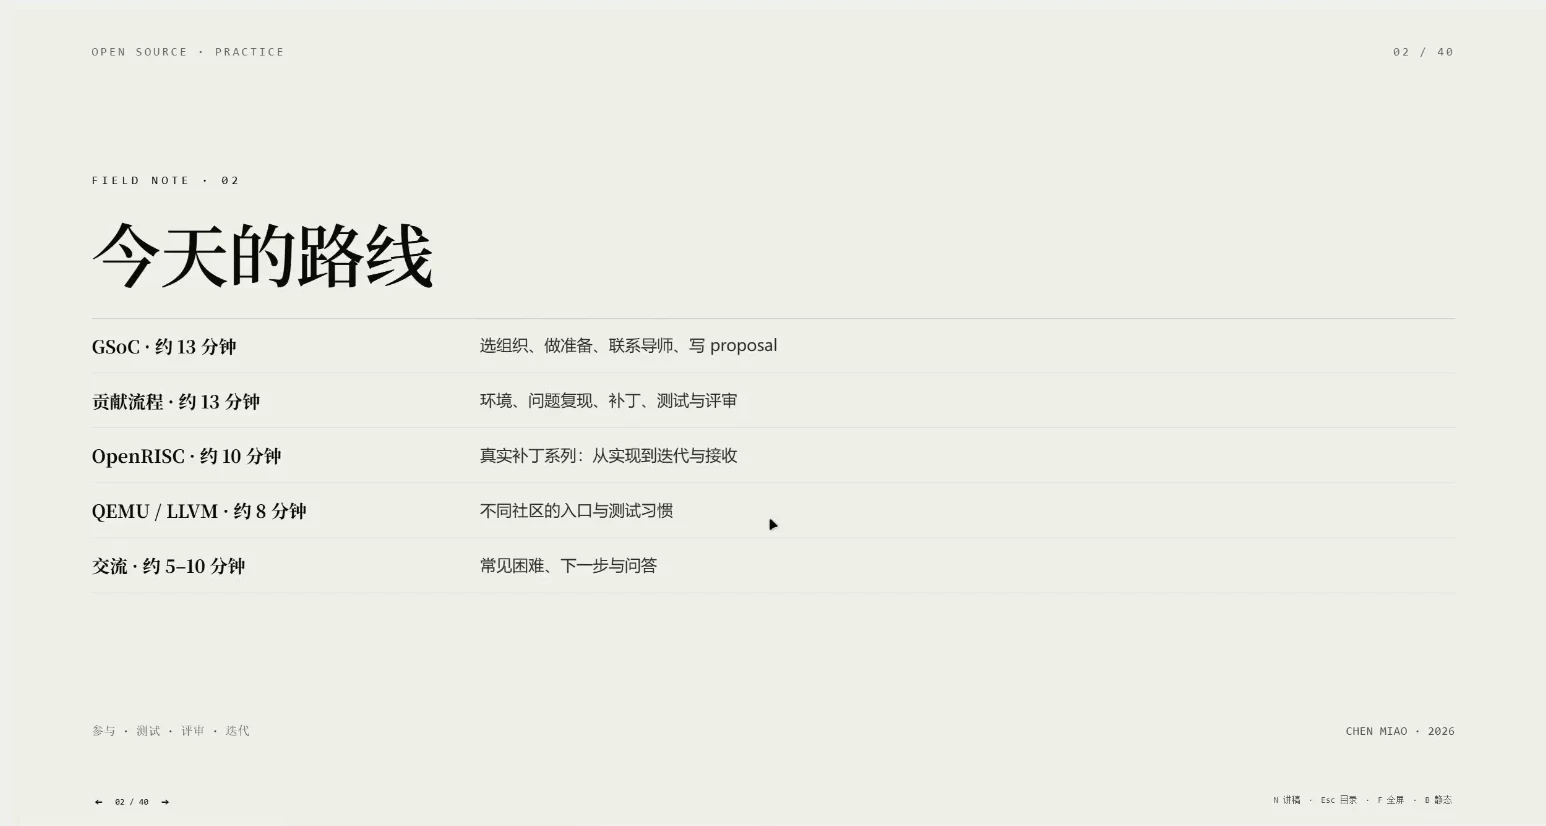 OPEN SOURCE · PRACTICE
02 / 40
FIELD NOTE · 02
今天的路线
GSoC · 约 13 分钟
选组织、做准备、联系导师、写 proposal
贡献流程 · 约 13 分钟
环境、问题复现、补丁、测试与评审
OpenRISC · 约 10 分钟
真实补丁系列：从实现到迭代与接收
QEMU / LLVM · 约 8 分钟
不同社区的入口与测试习惯
交流 · 约 5–10 分钟
常见困难、下一步与问答
参与 · 测试 · 评审 · 迭代
CHEN MIAO · 2026
← 02 / 40 →
N 讲稿 · Esc 目录 · F 全屏 · B 静态